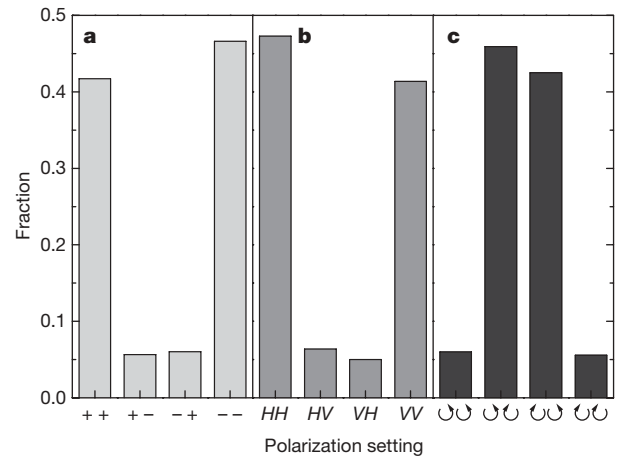 a b c
0.5
0.4
0.3
0.2
0.1
0.0
Fraction
+ + + – – + – – HH HV VH VV
Polarization setting